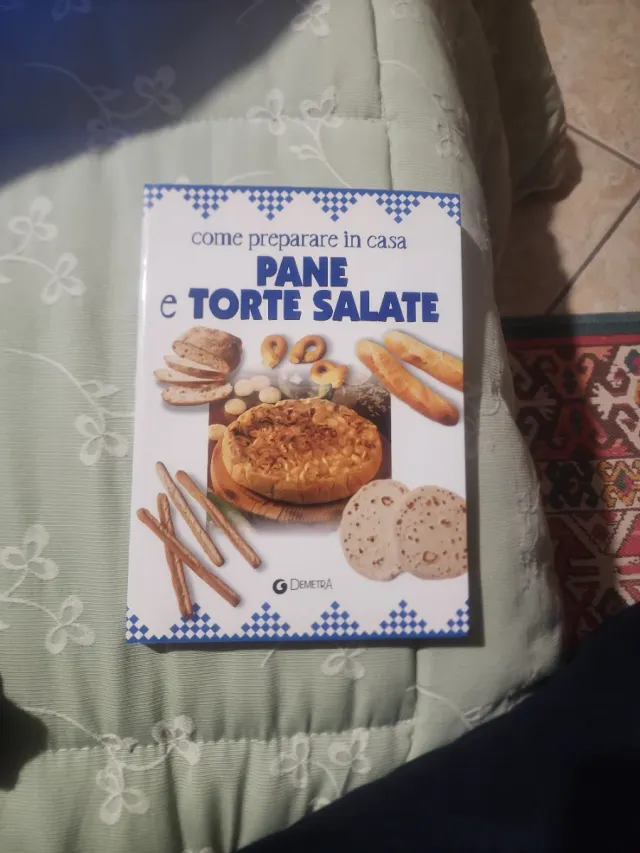 come preparare in casa
PANE
e TORTE SALATE
DEMETRA